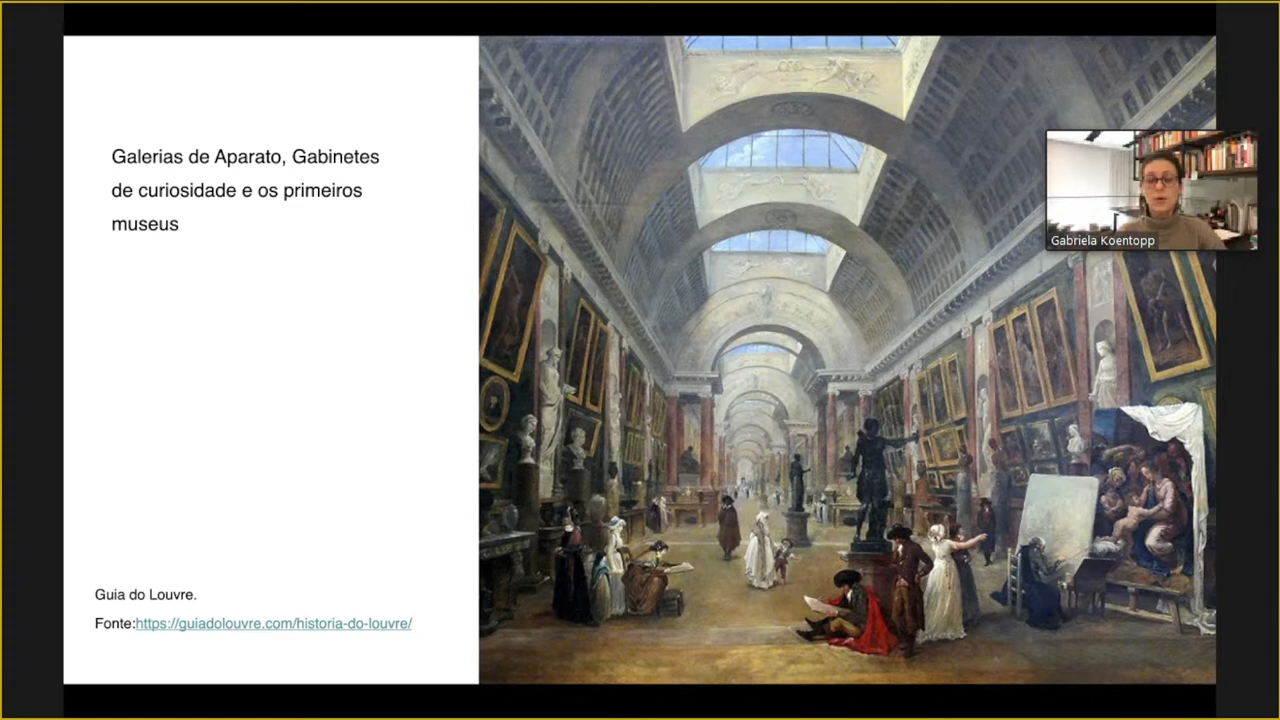 Galerias de Aparato, Gabinetes
de curiosidade e os primeiros
museus
Gabriela Koentopp
Guia do Louvre.
Fonte:https://guiadolouvre.com/historia-do-louvre/